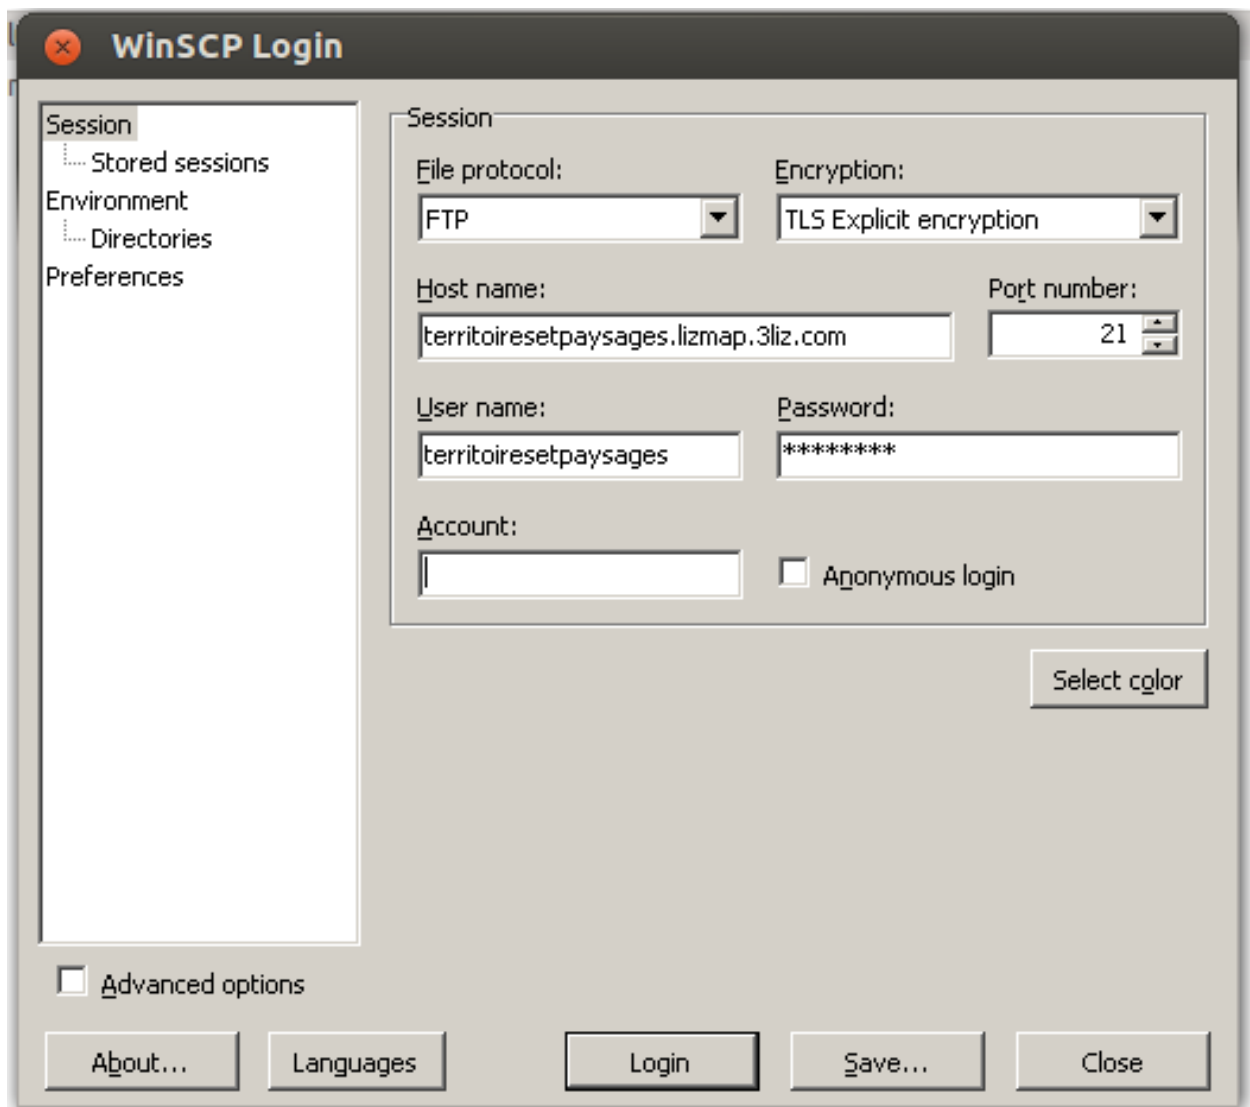 WinSCP Login
Session
Stored sessions
Environment
Directories
Preferences
Session
File protocol: Encryption:
FTP TLS Explicit encryption
Host name: Port number:
territoiresetpaysages.lizmap.3liz.com 21
User name: Password:
territoiresetpaysages ********
Account:
Anonymous login
Select color
Advanced options
About... Languages Login Save... Close